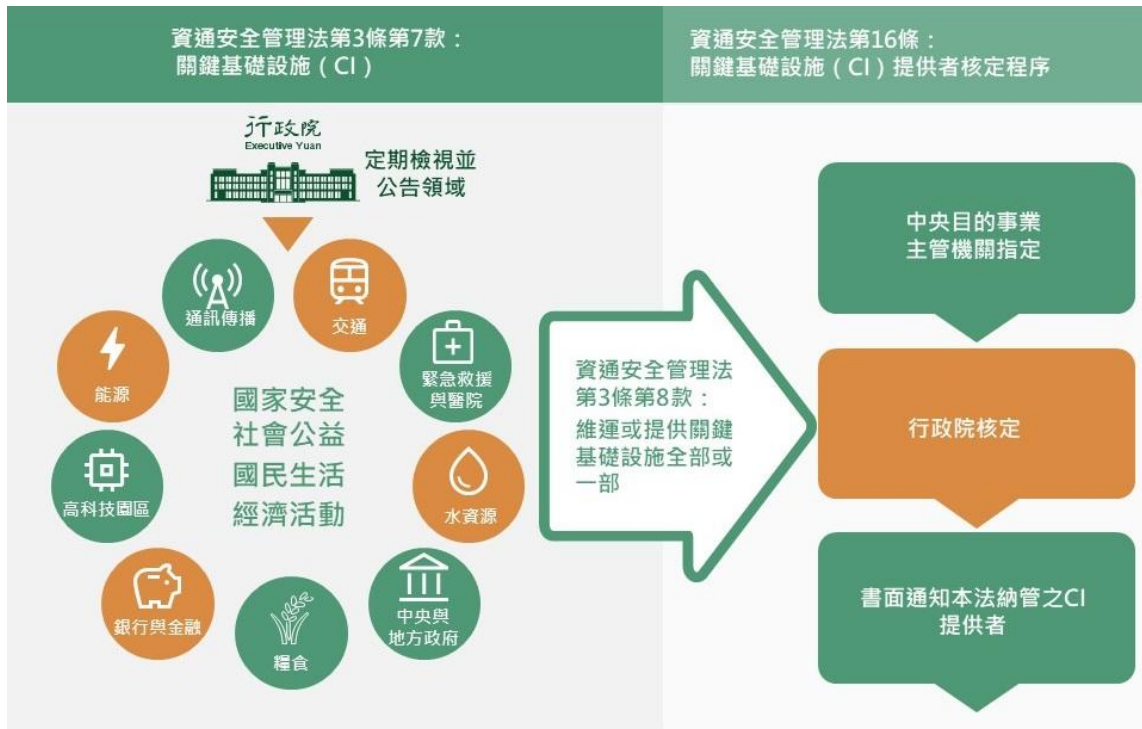 資通安全管理法第3條第7款：
關鍵基礎設施（CI）
資通安全管理法第16條：
關鍵基礎設施（CI）提供者核定程序
行政院
Executive Yuan
定期檢視並
公告領域
通訊傳播
交通
能源
緊急救援
與醫院
高科技園區
水資源
銀行與金融
糧食
中央與
地方政府
國家安全
社會公益
國民生活
經濟活動
資通安全管理法
第3條第8款：
維運或提供關鍵
基礎設施全部或
一部
中央目的事業
主管機關指定
行政院核定
書面通知本法納管之CI
提供者